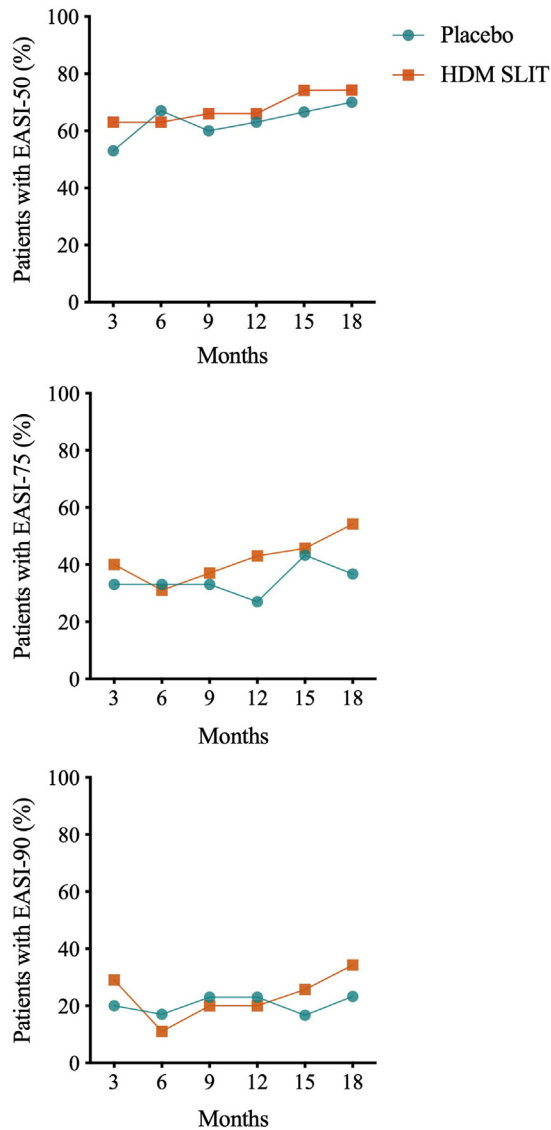 Placebo
HDM SLIT
Patients with EASI-50 (%)
100
80
60
40
20
0
3 6 9 12 15 18
Months
Patients with EASI-75 (%)
100
80
60
40
20
0
3 6 9 12 15 18
Months
Patients with EASI-90 (%)
100
80
60
40
20
0
3 6 9 12 15 18
Months